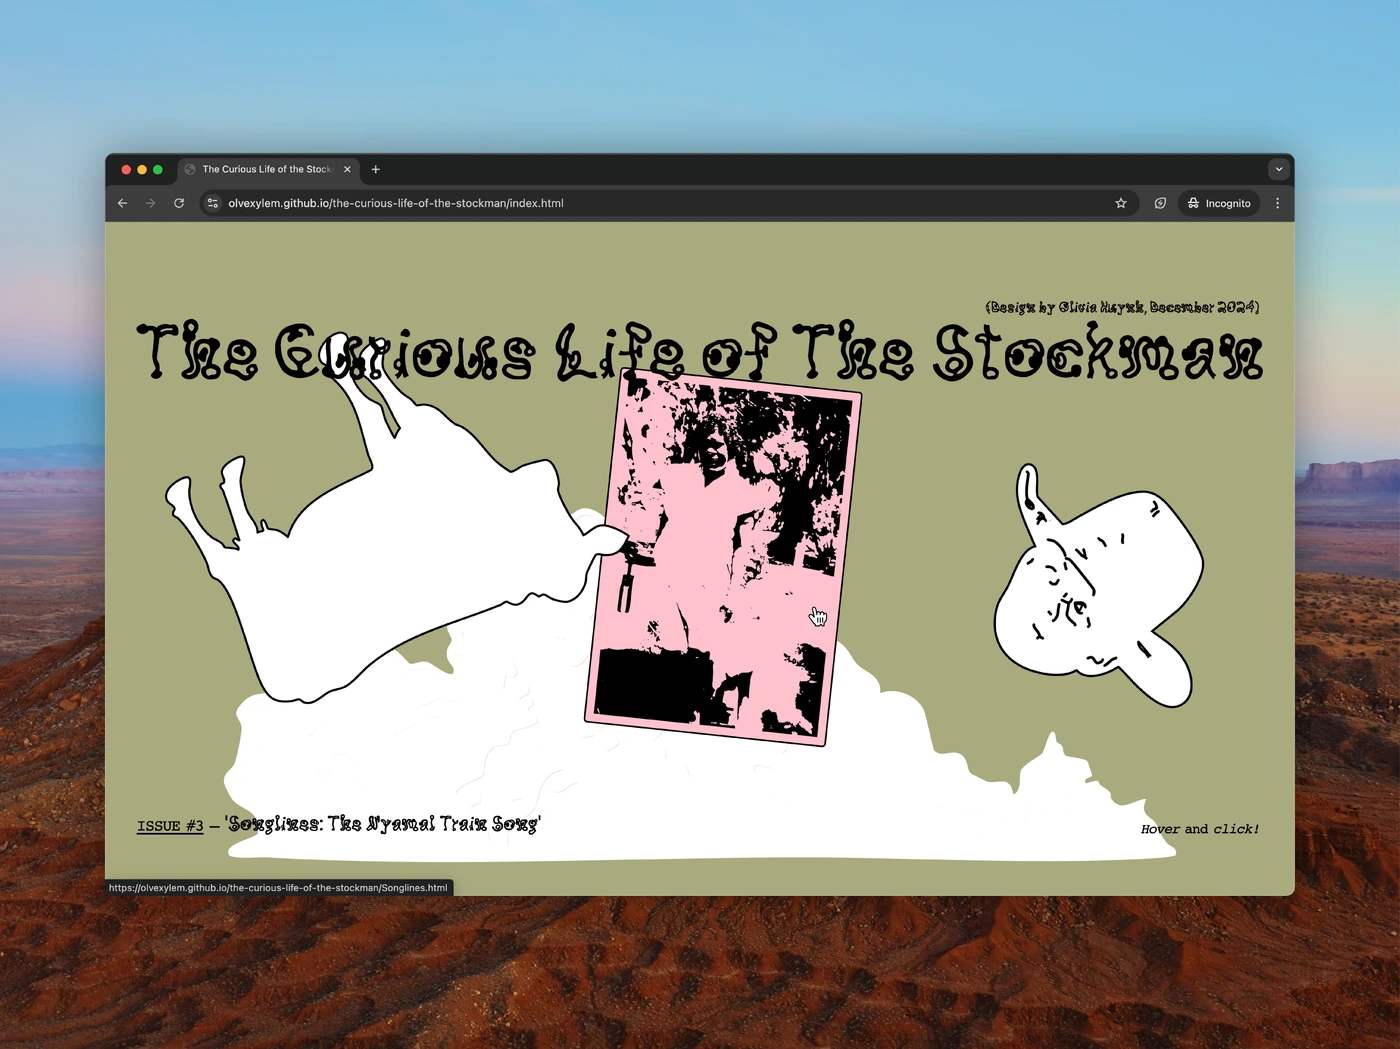 The Curious Life of the Stock
olvexylem.github.io/the-curious-life-of-the-stockman/index.html
Incognito
(Design by Olivia Huynh, December 2024)
The Curious Life of The Stockman
ISSUE #3 — 'Songlines: The Nyamal Train Song'
Hover and click!
https://olvexylem.github.io/the-curious-life-of-the-stockman/Songlines.html